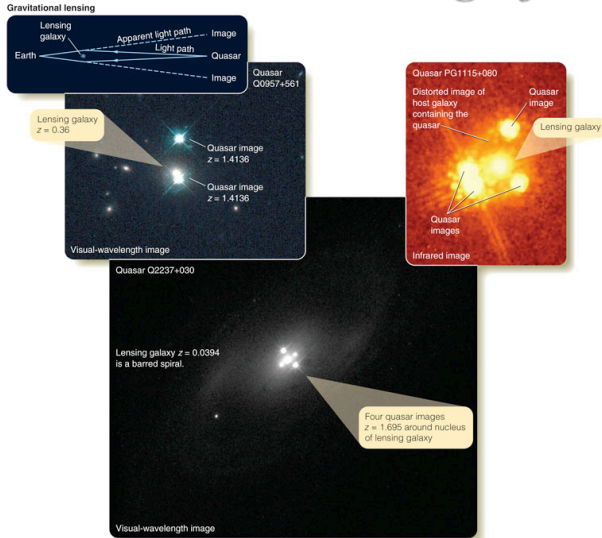 Gravitational lensing
Lensing
galaxy
Apparent light path
Image
Earth
Light path
Quasar
Image
Quasar
Q0957+561
Lensing galaxy
z = 0.36
Quasar image
z = 1.4136
Quasar image
z = 1.4136
Visual-wavelength image
Quasar PG1115+080
Distorted image of
host galaxy
containing the
quasar
Quasar
image
Lensing galaxy
Quasar
images
Infrared image
Quasar Q2237+030
Lensing galaxy z = 0.0394
is a barred spiral.
Four quasar images
z = 1.695 around nucleus
of lensing galaxy
Visual-wavelength image